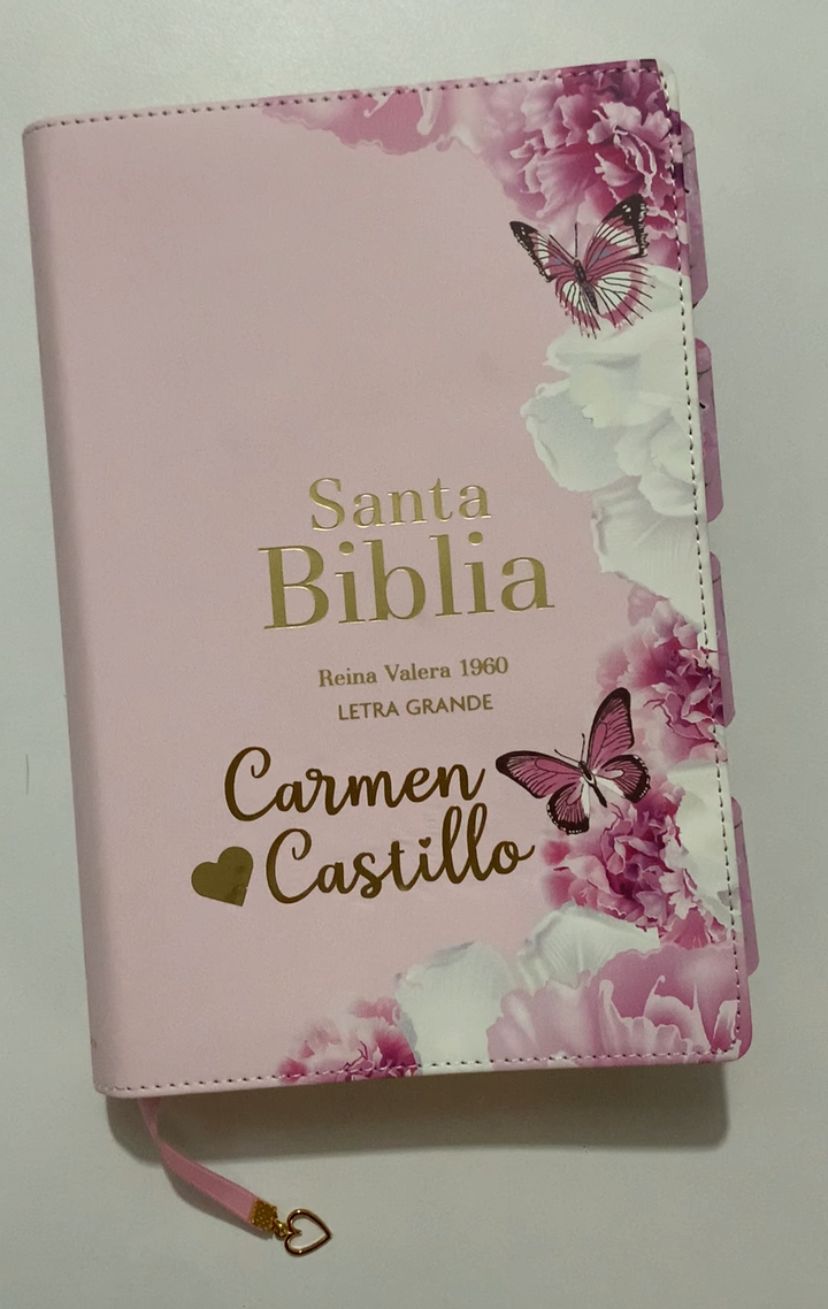 Santa
Biblia
Reina Valera 1960
LETRA GRANDE
Carmen
Castillo